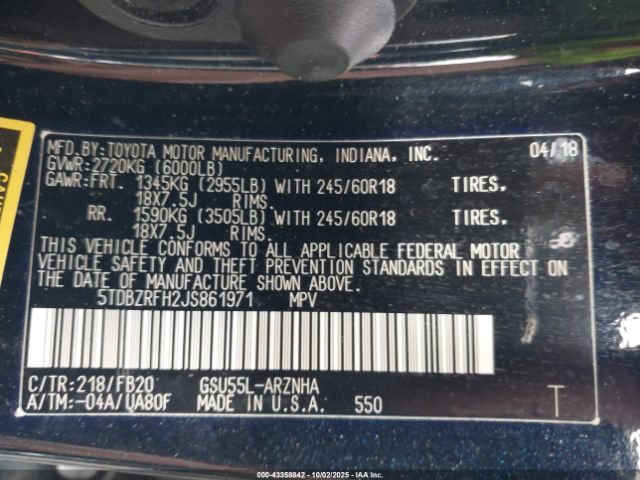 MFD.BY:TOYOTA MOTOR MANUFACTURING, INDIANA, INC. 04/18
GVWR:2720KG (6000LB)
GAWR:FRT. 1345KG (2955LB) WITH 245/60R18 TIRES.
18X7.5J RIMS.
RR. 1590KG (3505LB) WITH 245/60R18 TIRES.
18X7.5J RIMS.
THIS VEHICLE CONFORMS TO ALL APPLICABLE FEDERAL MOTOR
VEHICLE SAFETY AND THEFT PREVENTION STANDARDS IN EFFECT ON
THE DATE OF MANUFACTURE SHOWN ABOVE.
5TDBZRFH2JS861971 MPV
C/TR:218/FB20 GSU55L-ARZNHA
A/TM:-04A/UA80F MADE IN U.S.A. 550 T
000-43358842 - 10/02/2025 - IAAI.COM